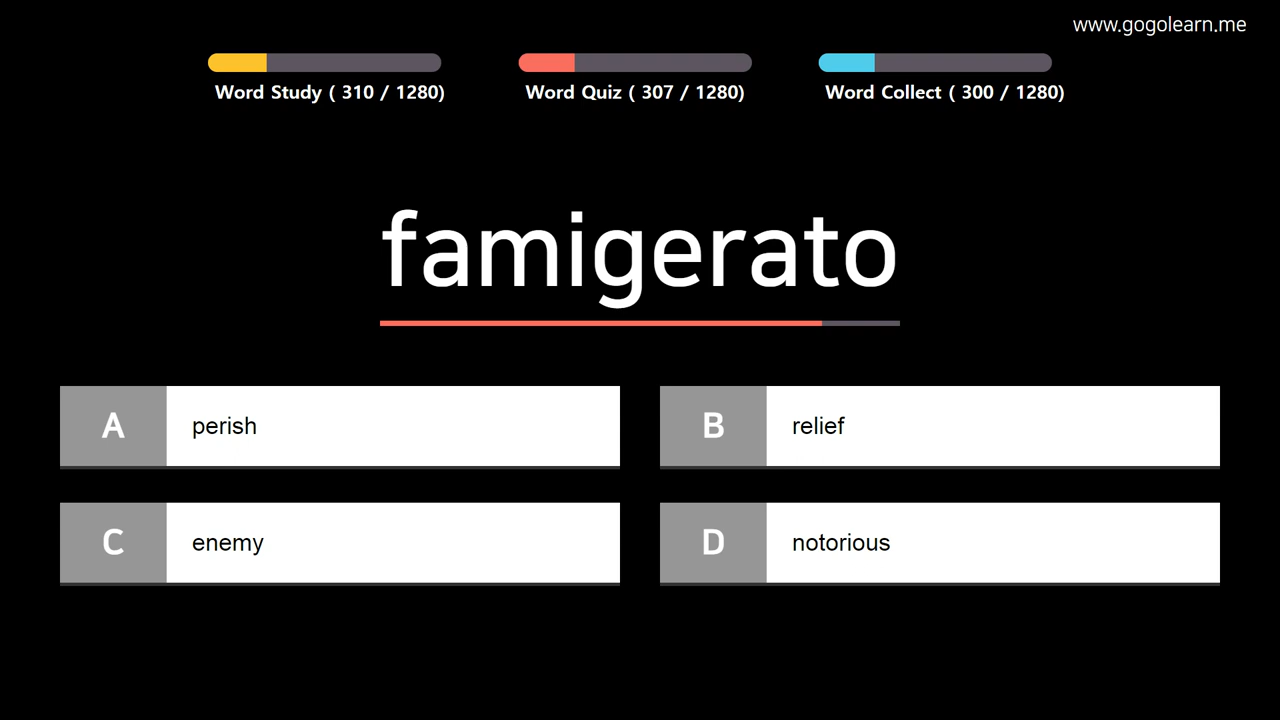 www.gogolearn.me
Word Study ( 310 / 1280)
Word Quiz ( 307 / 1280)
Word Collect ( 300 / 1280)
famigerato
A perish
B relief
C enemy
D notorious